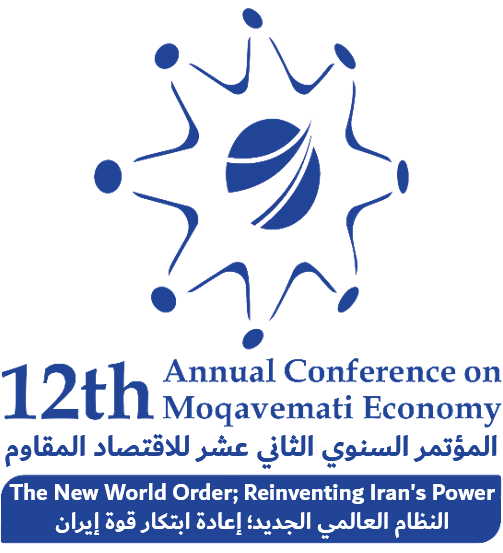 12th Annual Conference on
Moqavemati Economy
المؤتمر السنوي الثاني عشر للاقتصاد المقاوم
The New World Order; Reinventing Iran's Power
النظام العالمي الجديد؛ إعادة ابتكار قوة إيران